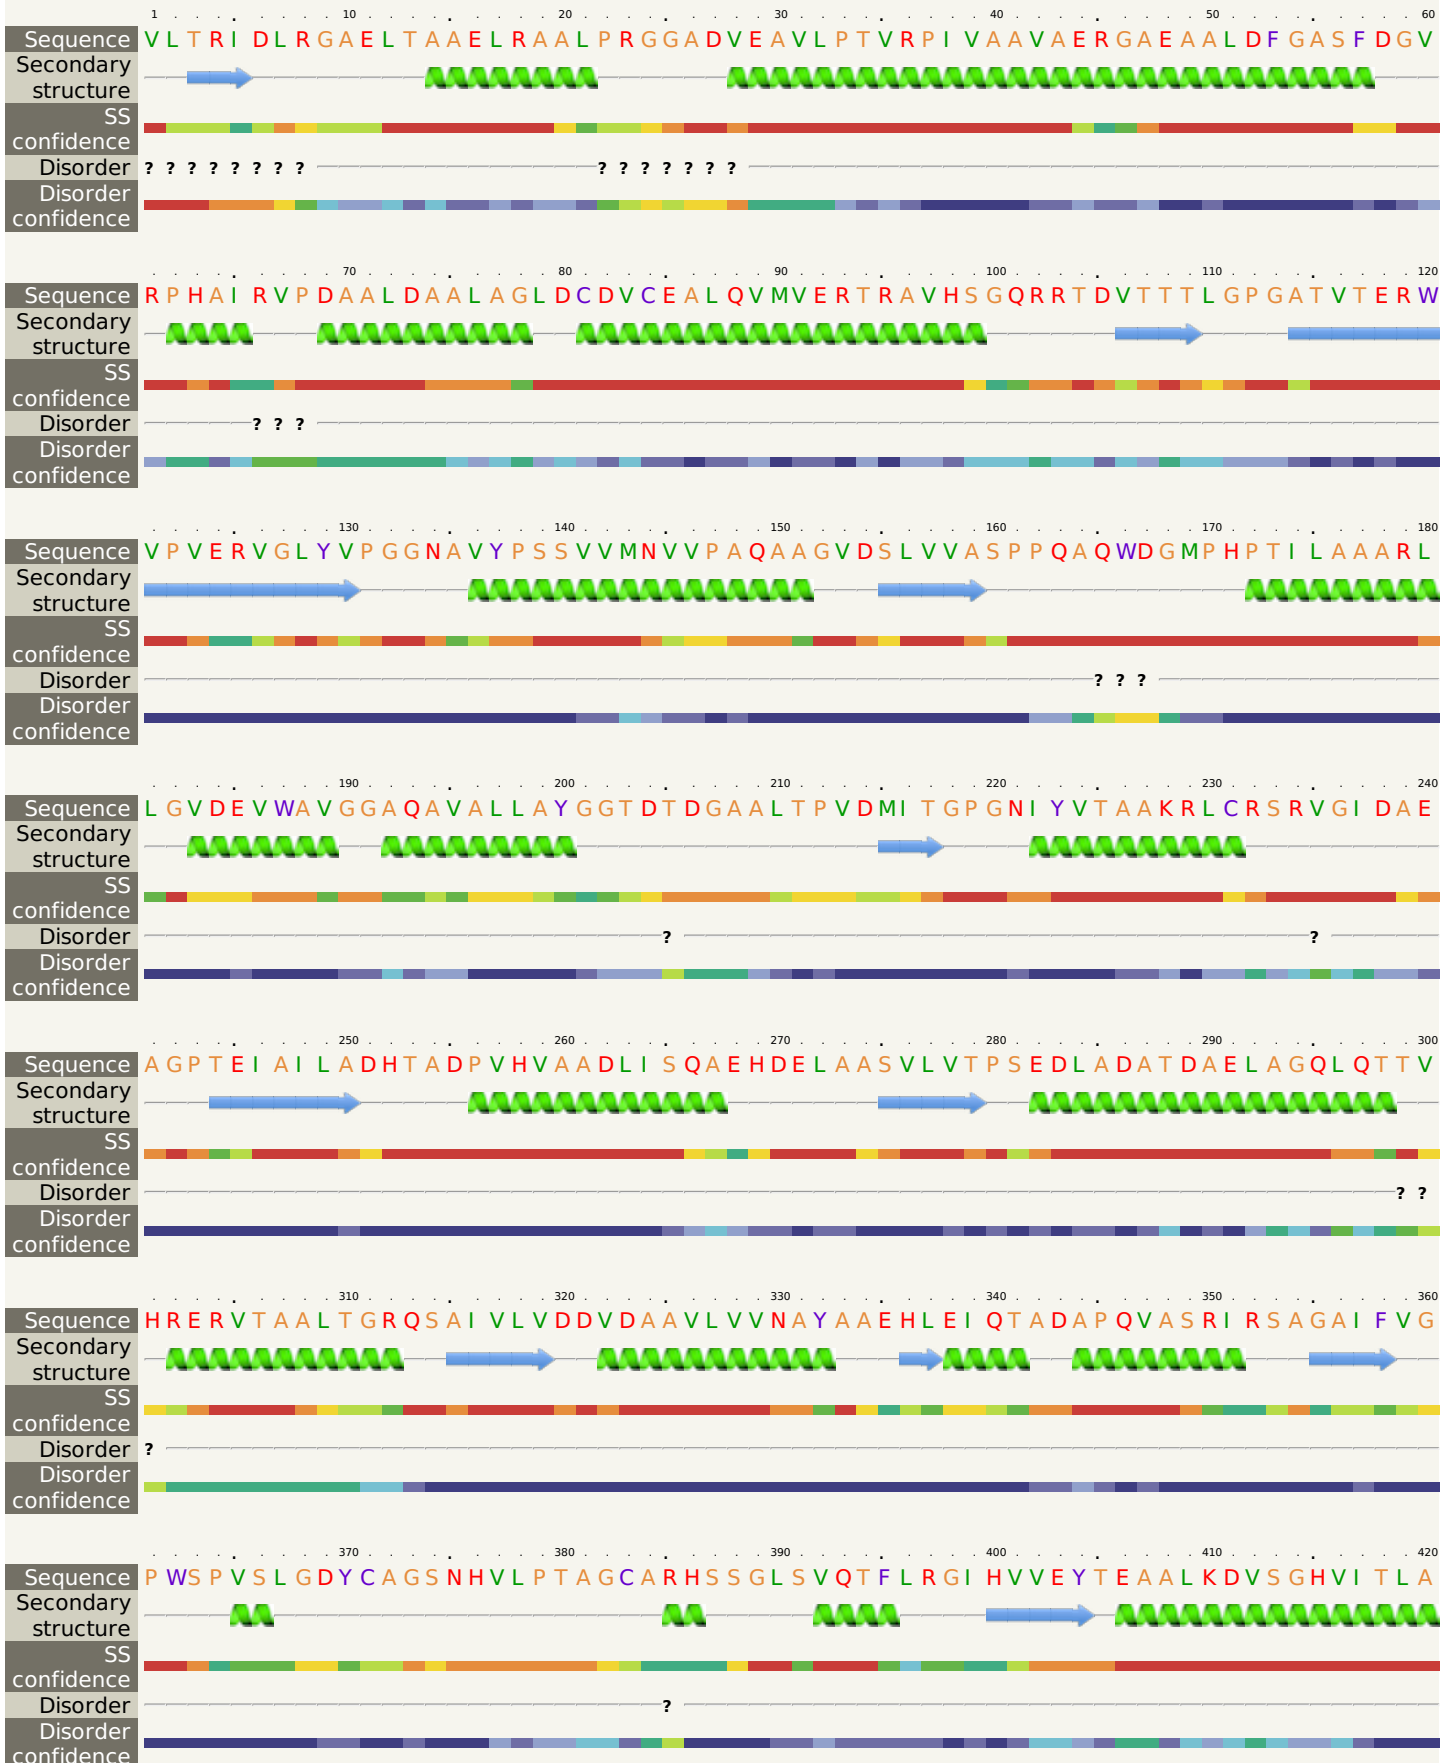 1 . . . . 10 . . . . 20 . . . . 30 . . . . 40 . . . . 50 . . . . 60
Sequence V L T R I D L R G A E L T A A E L R A A L P R G G A D V E A V L P T V R P I V A A V A E R G A E A A L D F G A S F D G V
Secondary
structure
SS
confidence
Disorder ? ? ? ? ? ? ? ? ? ? ? ? ? ? ?
Disorder
confidence
. . . . 70 . . . . 80 . . . . 90 . . . . 100 . . . . 110 . . . . 120
Sequence R P H A I R V P D A A L D A A L A G L D C D V C E A L Q V M V E R T R A V H S G Q R R T D V T T T L G P G A T V T E R W
Secondary
structure
SS
confidence
Disorder ? ? ?
Disorder
confidence
. . . . 130 . . . . 140 . . . . 150 . . . . 160 . . . . 170 . . . . 180
Sequence V P V E R V G L Y V P G G N A V Y P S S V V M N V V P A Q A A G V D S L V V A S P P Q A Q W D G M P H P T I L A A A R L
Secondary
structure
SS
confidence
Disorder ? ? ?
Disorder
confidence
. . . . 190 . . . . 200 . . . . 210 . . . . 220 . . . . 230 . . . . 240
Sequence L G V D E V W A V G G A Q A V A L L A Y G G T D T D G A A L T P V D M I T G P G N I Y V T A A K R L C R S R V G I D A E
Secondary
structure
SS
confidence
Disorder ? ?
Disorder
confidence
. . . . 250 . . . . 260 . . . . 270 . . . . 280 . . . . 290 . . . . 300
Sequence A G P T E I A I L A D H T A D P V H V A A D L I S Q A E H D E L A A S V L V T P S E D L A D A T D A E L A G Q L Q T T V
Secondary
structure
SS
confidence
Disorder ? ?
Disorder
confidence
. . . . 310 . . . . 320 . . . . 330 . . . . 340 . . . . 350 . . . . 360
Sequence H R E R V T A A L T G R Q S A I V L V D D V D A A V L V V N A Y A A E H L E I Q T A D A P Q V A S R I R S A G A I F V G
Secondary
structure
SS
confidence
Disorder ?
Disorder
confidence
. . . . 370 . . . . 380 . . . . 390 . . . . 400 . . . . 410 . . . . 420
Sequence P W S P V S L G D Y C A G S N H V L P T A G C A R H S S G L S V Q T F L R G I H V V E Y T E A A L K D V S G H V I T L A
Secondary
structure
SS
confidence
Disorder ?
Disorder
confidence